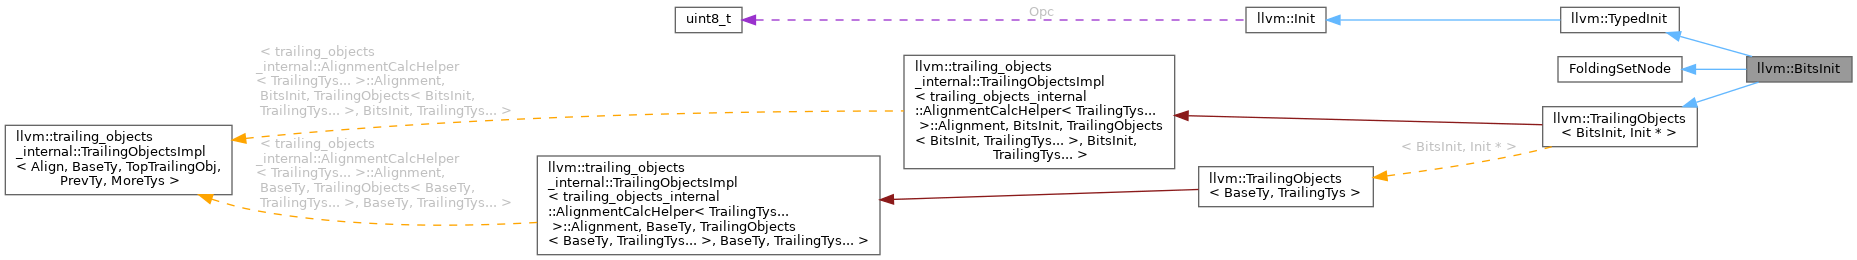 uint8_t
Opc
llvm::Init
llvm::TypedInit
FoldingSetNode
llvm::BitsInit
< trailing_objects
_internal::AlignmentCalcHelper
< TrailingTys... >::Alignment,
BitsInit, TrailingObjects< BitsInit,
TrailingTys... >, BitsInit, TrailingTys... >
llvm::trailing_objects
_internal::TrailingObjectsImpl
< trailing_objects_internal
::AlignmentCalcHelper< TrailingTys...
>::Alignment, BitsInit, TrailingObjects
< BitsInit, TrailingTys... >, BitsInit,
TrailingTys... >
llvm::TrailingObjects
< BitsInit, Init * >
llvm::trailing_objects
_internal::TrailingObjectsImpl
< Align, BaseTy, TopTrailingObj,
PrevTy, MoreTys >
< trailing_objects
_internal::AlignmentCalcHelper
< TrailingTys... >::Alignment,
BaseTy, TrailingObjects< BaseTy,
TrailingTys... >, BaseTy, TrailingTys... >
llvm::trailing_objects
_internal::TrailingObjectsImpl
< trailing_objects_internal
::AlignmentCalcHelper< TrailingTys...
>::Alignment, BaseTy, TrailingObjects
< BaseTy, TrailingTys... >, BaseTy, TrailingTys... >
< BitsInit, Init * >
llvm::TrailingObjects
< BaseTy, TrailingTys >